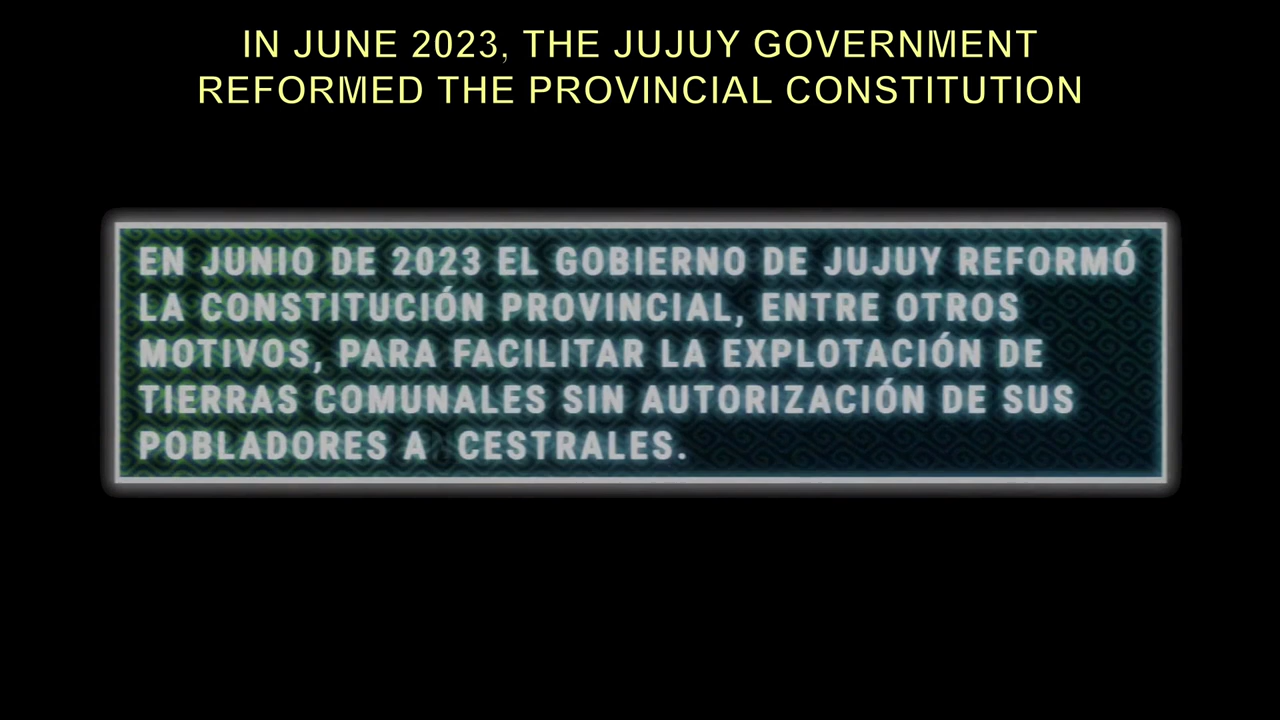 IN JUNE 2023, THE JUJUY GOVERNMENT
REFORMED THE PROVINCIAL CONSTITUTION
EN JUNIO DE 2023 EL GOBIERNO DE JUJUY REFORMÓ
LA CONSTITUCIÓN PROVINCIAL, ENTRE OTROS
MOTIVOS, PARA FACILITAR LA EXPLOTACIÓN DE
TIERRAS COMUNALES SIN AUTORIZACIÓN DE SUS
POBLADORES A CESTRALES.